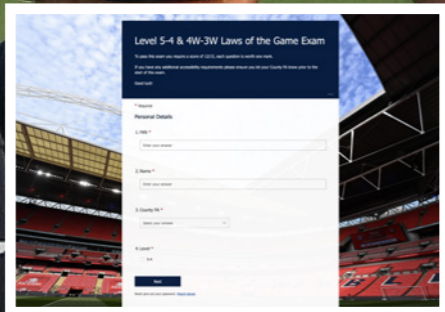 Level 5-4 & 4W-3W Laws of the Game Exam
To pass this exam you require a score of 12/15, each question is worth one mark.
If you have any additional accessibility requirements please ensure you let your County FA know prior to the
start of the exam.
Good luck!
* Required
Personal Details
1. FAN *
Enter your answer
2. Name *
Enter your answer
3. County FA *
Select your answer
4. Level *
5-4
Next